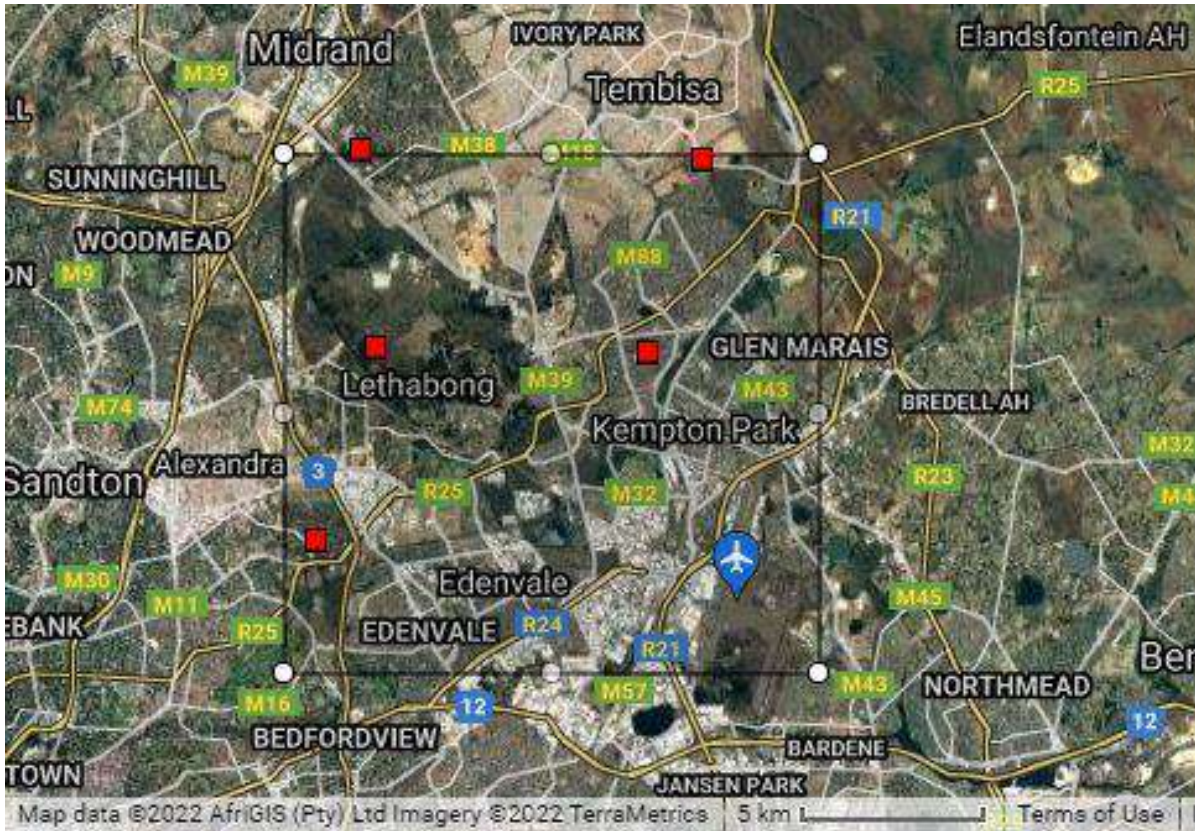 IVORY PARK
Elandsfontein AH
Midrand
M39
Tembisa
R25
LL
M38
M18
SUNNINGHILL
R21
WOODMEAD
M88
ON
M9
GLEN MARAIS
Lethabong
M39
M43
BREDELL AH
M74
Kempton Park
M32
Alexandra
3
Sandton
R25
M32
R23
M4
M30
Edenvale
M11
M45
EBANK
R25
EDENVALE
R24
R21
Ber
M16
M57
M43
NORTHMEAD
12
12
BEDFORDVIEW
BARDENE
TOWN
JANSEN PARK
Map data ©2022 AfriGIS (Pty) Ltd Imagery ©2022 TerraMetrics 5 km Terms of Use